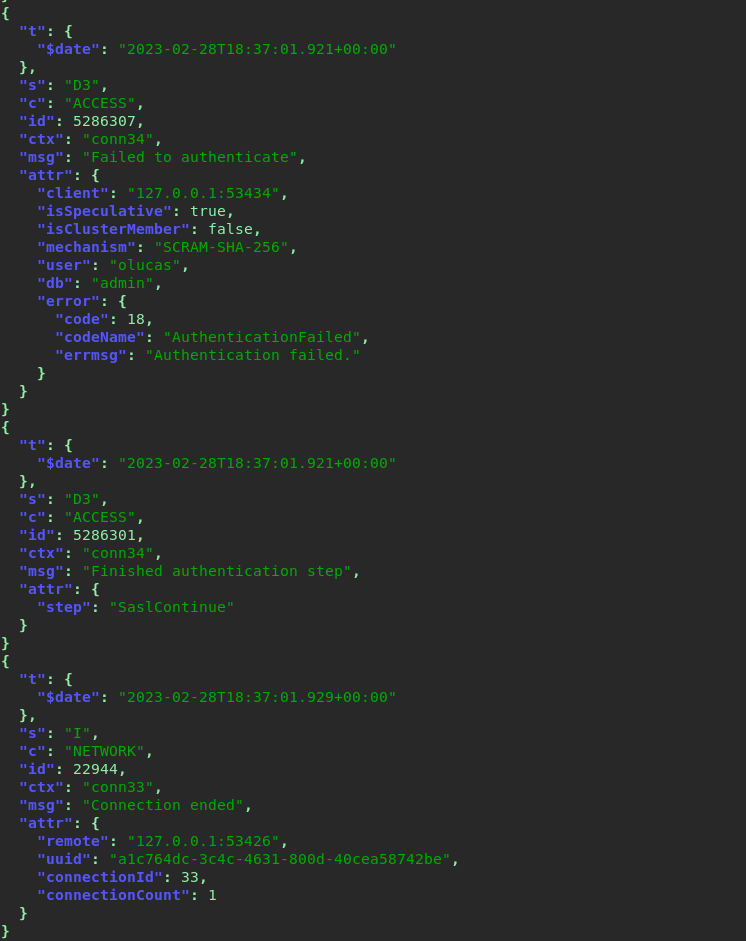 {
  "t": {
    "$date": "2023-02-28T18:37:01.921+00:00"
  },
  "s": "D3",
  "c": "ACCESS",
  "id": 5286307,
  "ctx": "conn34",
  "msg": "Failed to authenticate",
  "attr": {
    "client": "127.0.0.1:53434",
    "isSpeculative": true,
    "isClusterMember": false,
    "mechanism": "SCRAM-SHA-256",
    "user": "olucas",
    "db": "admin",
    "error": {
      "code": 18,
      "codeName": "AuthenticationFailed",
      "errmsg": "Authentication failed."
    }
  }
}
{
  "t": {
    "$date": "2023-02-28T18:37:01.921+00:00"
  },
  "s": "D3",
  "c": "ACCESS",
  "id": 5286301,
  "ctx": "conn34",
  "msg": "Finished authentication step",
  "attr": {
    "step": "SaslContinue"
  }
}
{
  "t": {
    "$date": "2023-02-28T18:37:01.929+00:00"
  },
  "s": "I",
  "c": "NETWORK",
  "id": 22944,
  "ctx": "conn33",
  "msg": "Connection ended",
  "attr": {
    "remote": "127.0.0.1:53426",
    "uuid": "a1c764dc-3c4c-4631-800d-40cea58742be",
    "connectionId": 33,
    "connectionCount": 1
  }
}